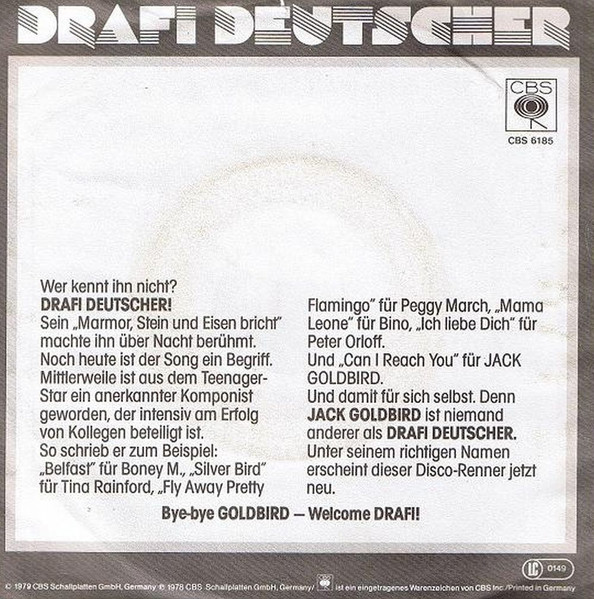 DRAFI DEUTSCHER
CBS
CBS 6185
Wer kennt ihn nicht?
DRAFI DEUTSCHER!
Sein „Marmor, Stein und Eisen bricht"
machte ihn über Nacht berühmt.
Noch heute ist der Song ein Begriff.
Mittlerweile ist aus dem Teenager-
Star ein anerkannter Komponist
geworden, der intensiv am Erfolg
von Kollegen beteiligt ist.
So schrieb er zum Beispiel:
„Belfast" für Boney M., „Silver Bird"
für Tina Rainford, „Fly Away Pretty
Flamingo" für Peggy March, „Mama
Leone" für Bino, „Ich liebe Dich" für
Peter Orloff.
Und „Can I Reach You" für JACK
GOLDBIRD.
Und damit für sich selbst. Denn
JACK GOLDBIRD ist niemand
anderer als DRAFI DEUTSCHER.
Unter seinem richtigen Namen
erscheint dieser Disco-Renner jetzt
neu.
Bye-bye GOLDBIRD – Welcome DRAFI!
LC 0149
© 1979 CBS Schallplatten GmbH, Germany ℗ 1978 CBS Schallplatten GmbH, Germany/ CBS ist ein eingetragenes Warenzeichen von CBS Inc./Printed in Germany